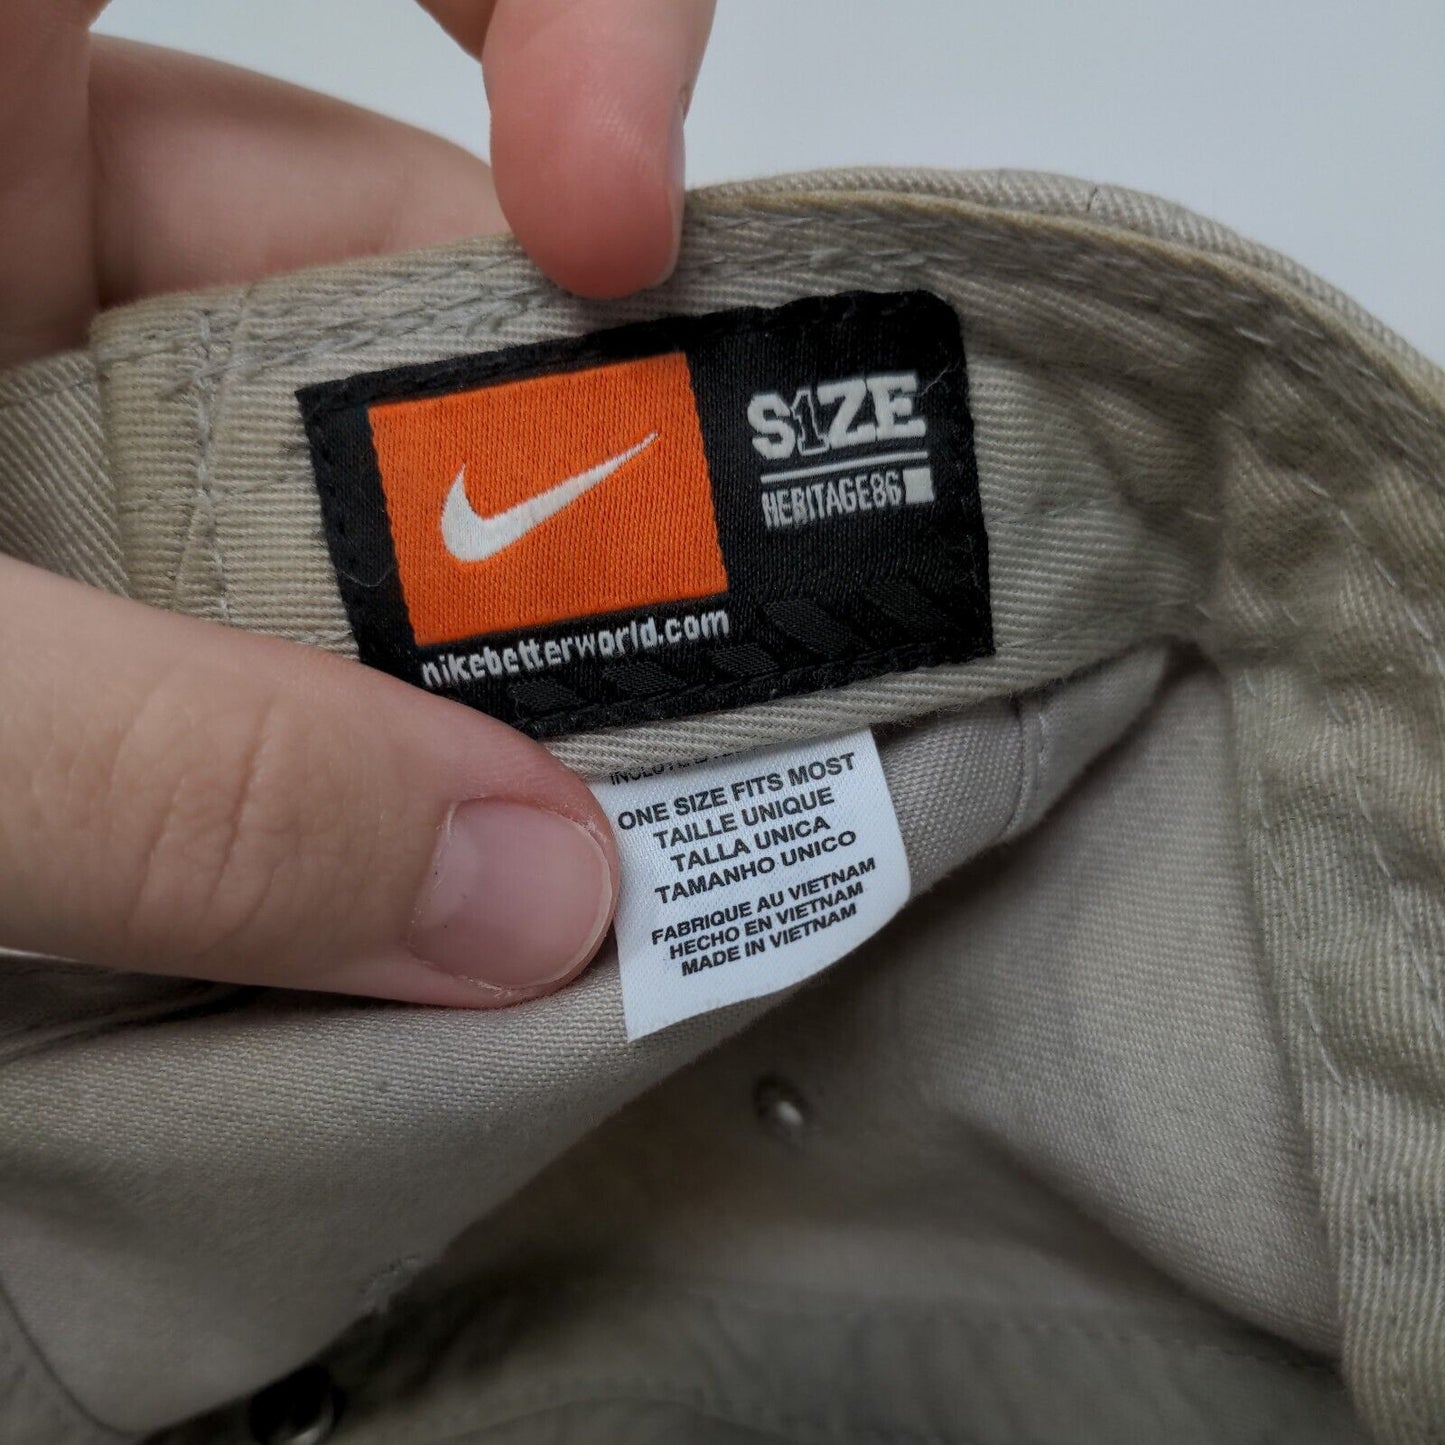 S1ZE
HERITAGE86
nikebetterworld.com
ONE SIZE FITS MOST
TAILLE UNIQUE
TALLA UNICA
TAMANHO UNICO
FABRIQUE AU VIETNAM
HECHO EN VIETNAM
MADE IN VIETNAM